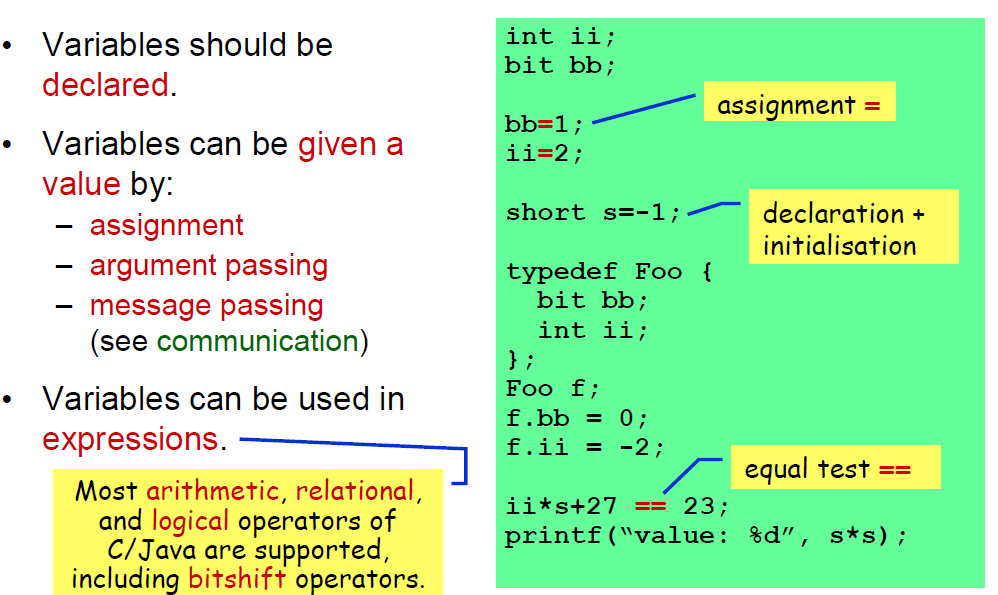 • Variables should be
declared.
• Variables can be given a
value by:
– assignment
– argument passing
– message passing
(see communication)
• Variables can be used in
expressions.
Most arithmetic, relational,
and logical operators of
C/Java are supported,
including bitshift operators.
int ii;
bit bb;
bb=1;
assignment =
ii=2;
short s=-1;
declaration +
initialisation
typedef Foo {
  bit bb;
  int ii;
};
Foo f;
f.bb = 0;
f.ii = -2;
equal test ==
ii*s+27 == 23;
printf(“value: %d”, s*s);